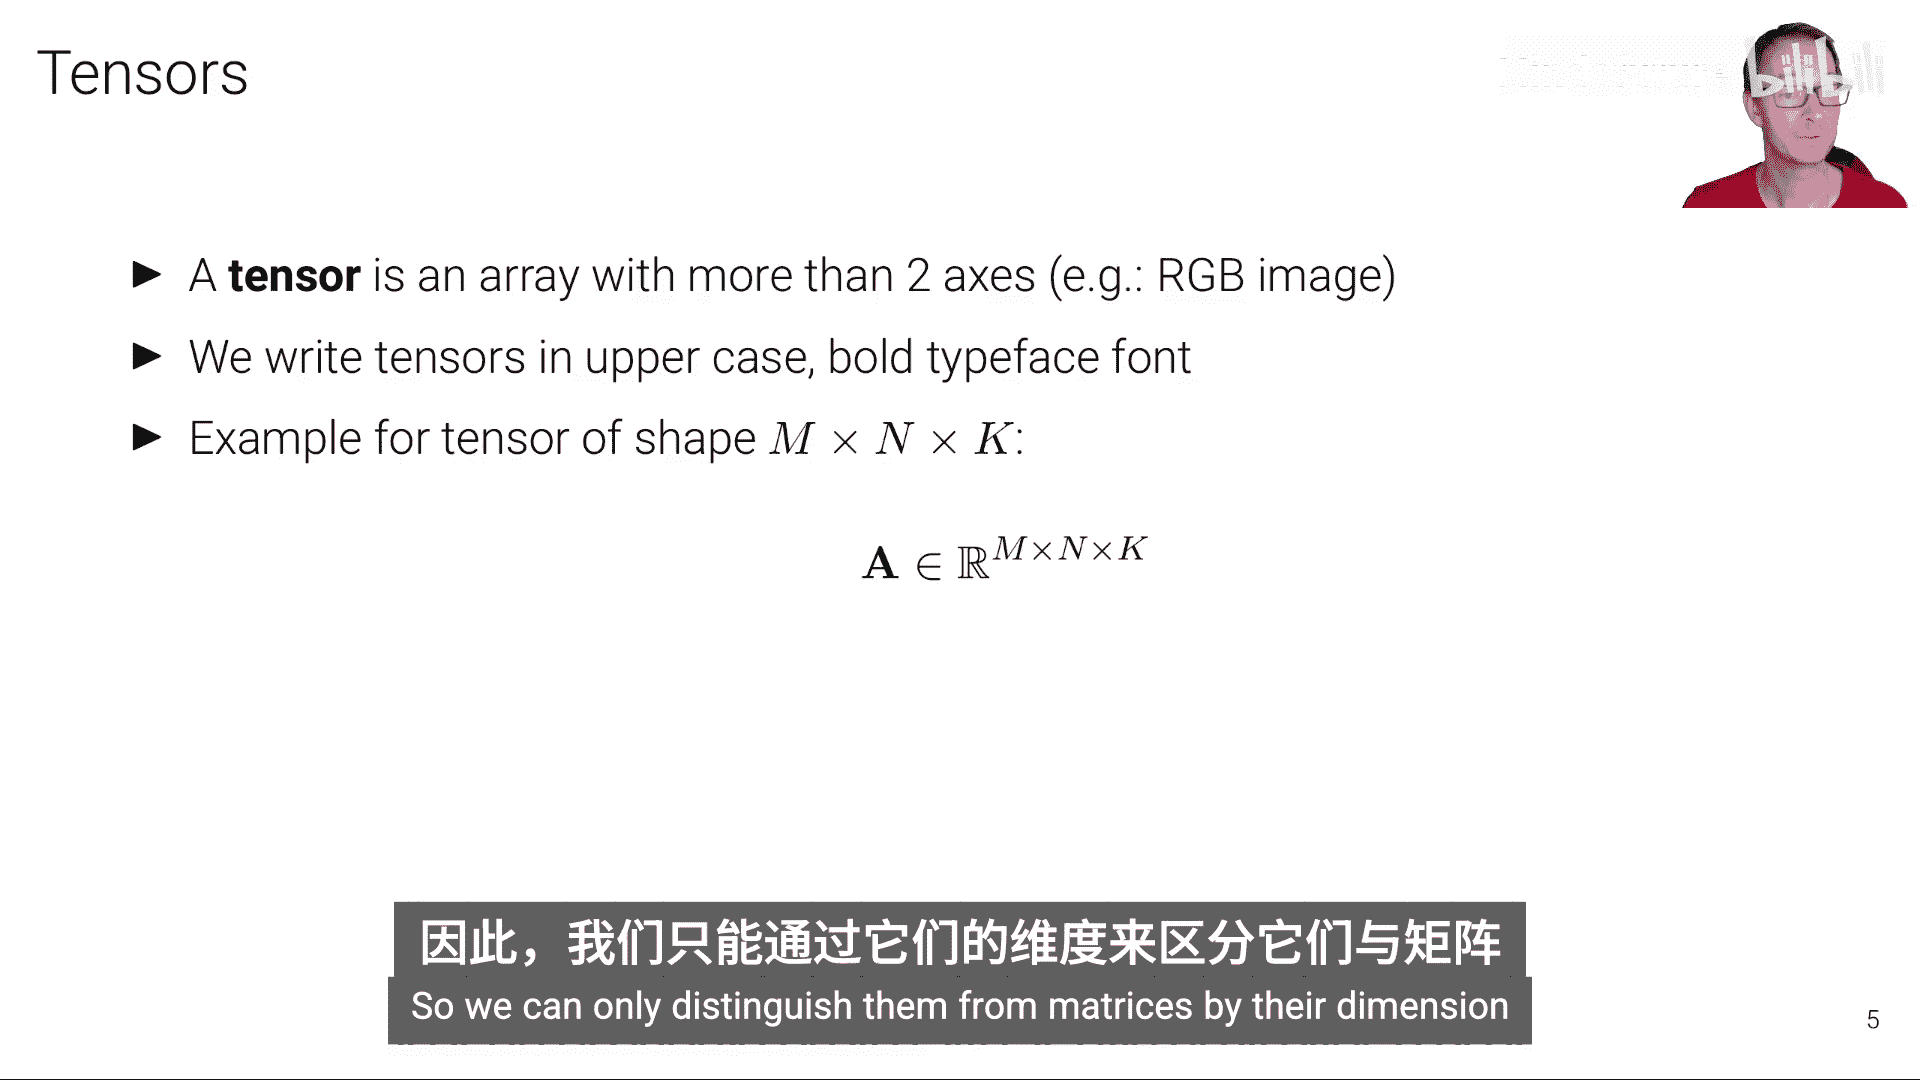 Tensors
bilibili
▶ A tensor is an array with more than 2 axes (e.g.: RGB image)
▶ We write tensors in upper case, bold typeface font
▶ Example for tensor of shape M × N × K:
A ∈ ℝ^{M×N×K}
因此，我们只能通过它们的维度来区分它们与矩阵
So we can only distinguish them from matrices by their dimension
5